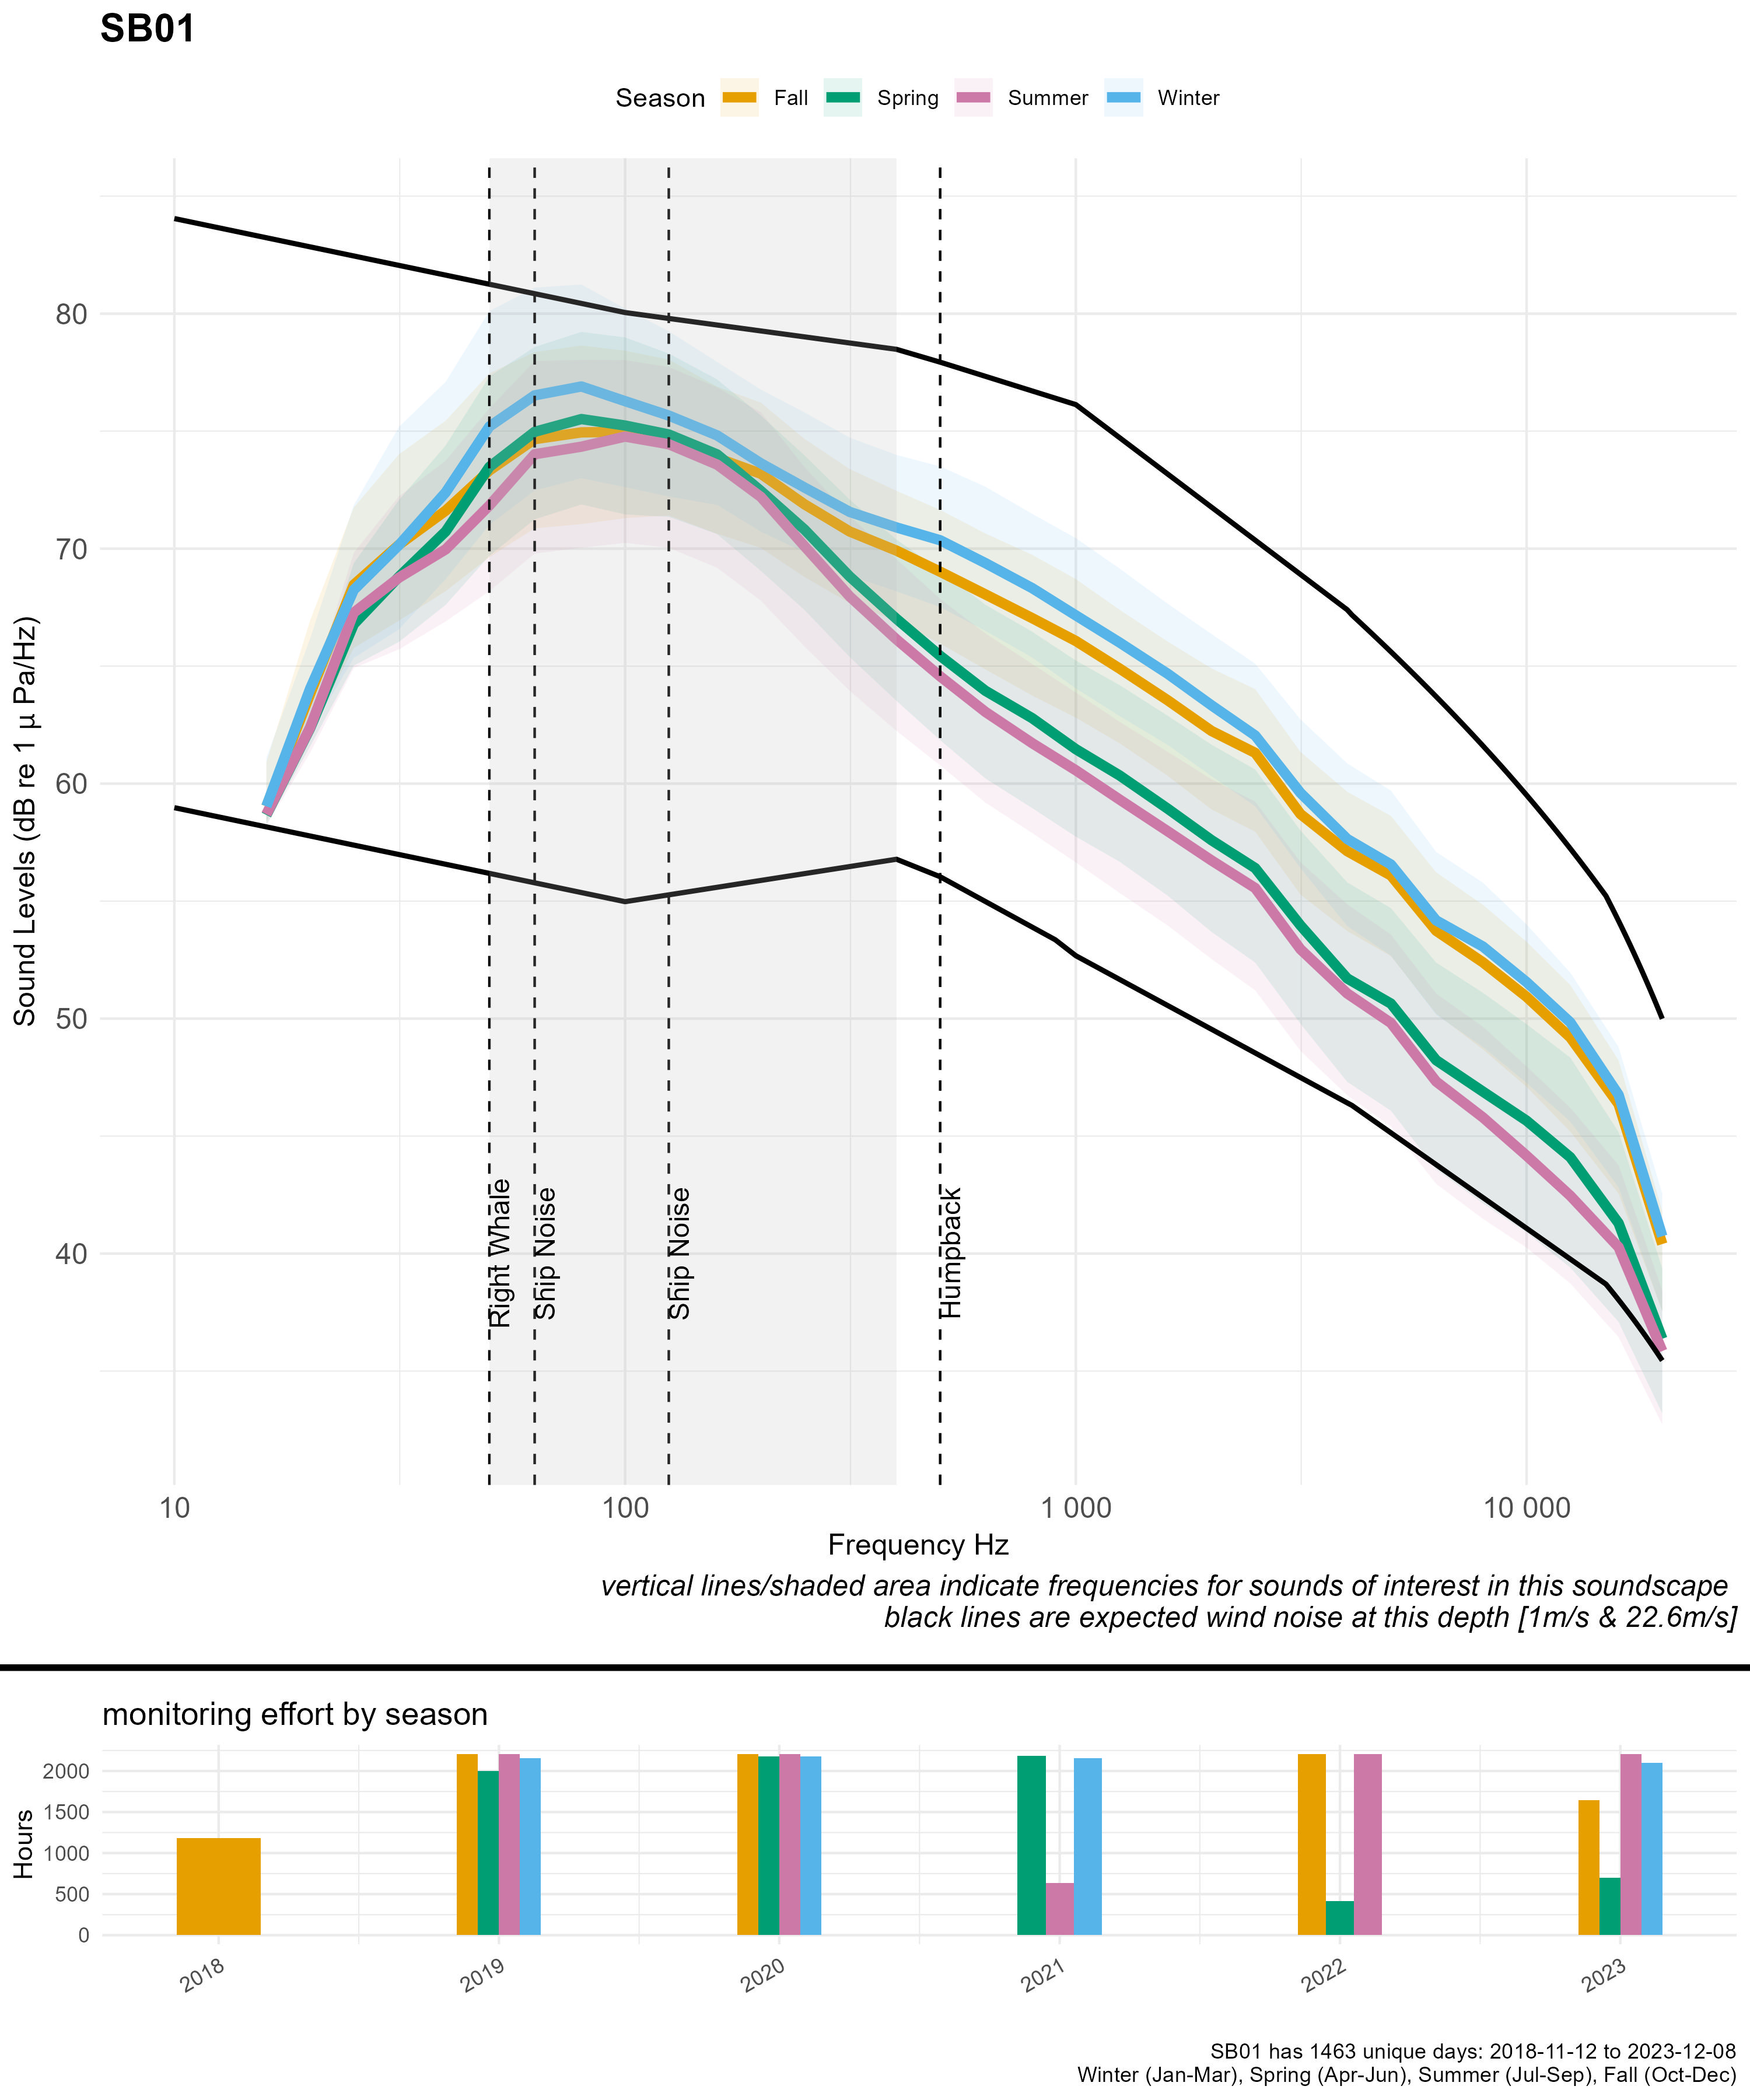 SB01
Season Fall Spring Summer Winter
Sound Levels (dB re 1 µ Pa/Hz)
80
70
60
50
40
Right Whale
Ship Noise
Ship Noise
Humpback
10 100 1 000 10 000
Frequency Hz
vertical lines/shaded area indicate frequencies for sounds of interest in this soundscape
black lines are expected wind noise at this depth [1m/s & 22.6m/s]
monitoring effort by season
Hours
2000
1500
1000
500
0
2018 2019 2020 2021 2022 2023
SB01 has 1463 unique days: 2018-11-12 to 2023-12-08
Winter (Jan-Mar), Spring (Apr-Jun), Summer (Jul-Sep), Fall (Oct-Dec)